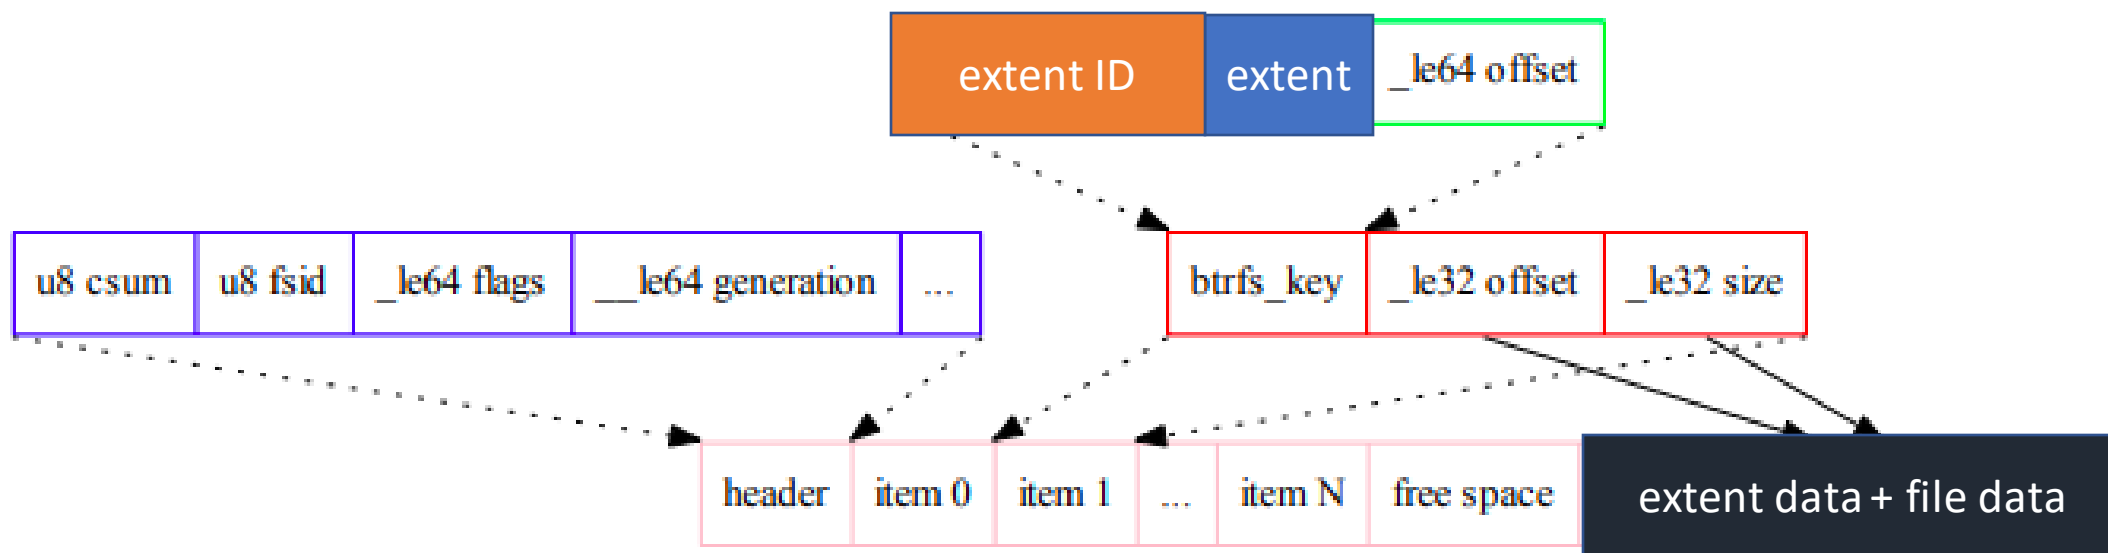 extent ID extent _le64 offset
u8 csum u8 fsid _le64 flags __le64 generation ... btrfs_key _le32 offset _le32 size
header item 0 item 1 ... item N free space extent data + file data